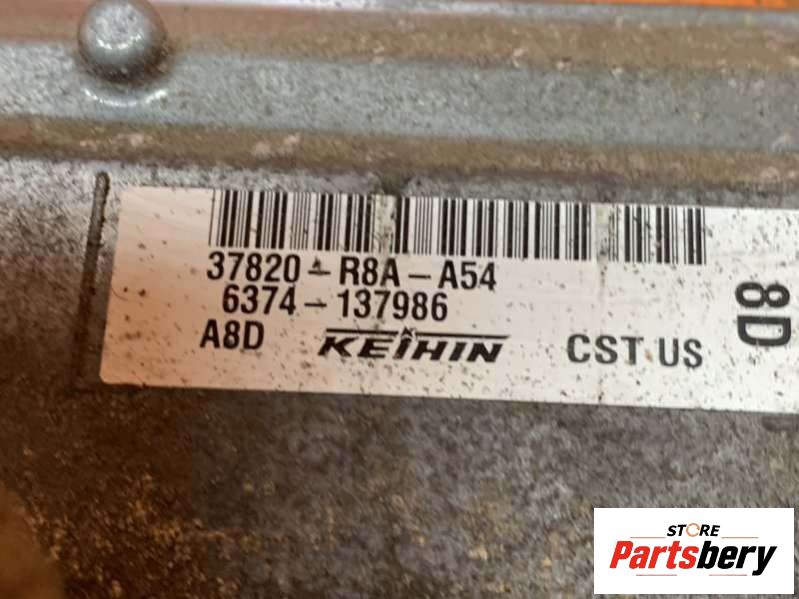 37820-R8A-A54
6374-137986
A8D KEIHIN CST US
8D
STORE
Partsbery